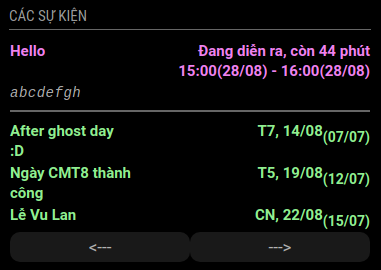 CÁC SỰ KIỆN
Hello Đang diễn ra, còn 44 phút
15:00(28/08) - 16:00(28/08)
abcdefgh
After ghost day :D T7, 14/08(07/07)
Ngày CMT8 thành công T5, 19/08(12/07)
Lễ Vu Lan CN, 22/08(15/07)
<--- --->